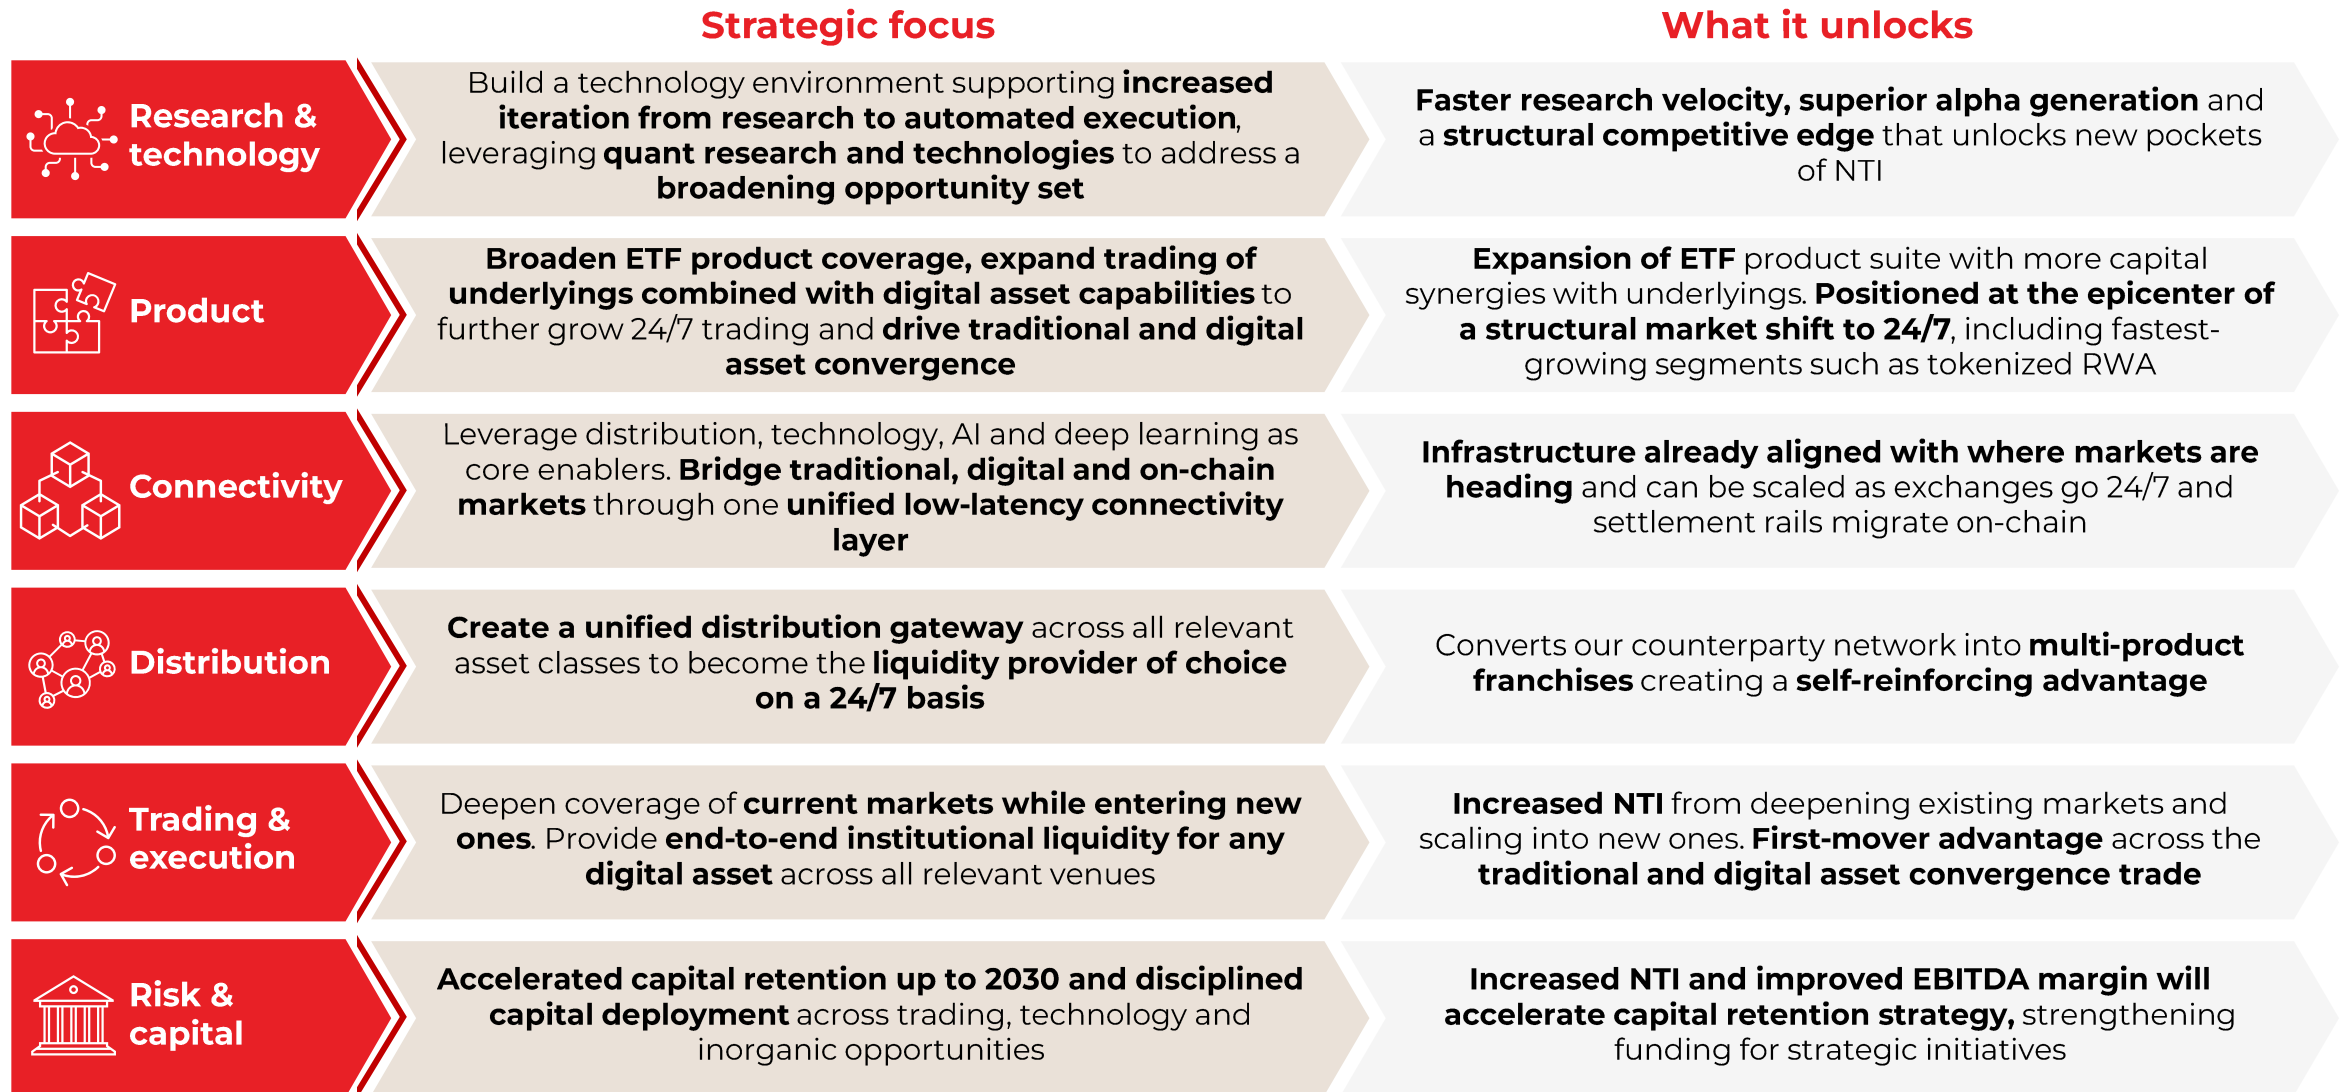 Strategic focus
What it unlocks
Research &
technology
Build a technology environment supporting increased
iteration from research to automated execution,
leveraging quant research and technologies to address a
broadening opportunity set
Faster research velocity, superior alpha generation and
a structural competitive edge that unlocks new pockets
of NTI
Product
Broaden ETF product coverage, expand trading of
underlyings combined with digital asset capabilities to
further grow 24/7 trading and drive traditional and digital
asset convergence
Expansion of ETF product suite with more capital
synergies with underlyings. Positioned at the epicenter of
a structural market shift to 24/7, including fastest-
growing segments such as tokenized RWA
Connectivity
Leverage distribution, technology, AI and deep learning as
core enablers. Bridge traditional, digital and on-chain
markets through one unified low-latency connectivity
layer
Infrastructure already aligned with where markets are
heading and can be scaled as exchanges go 24/7 and
settlement rails migrate on-chain
Distribution
Create a unified distribution gateway across all relevant
asset classes to become the liquidity provider of choice
on a 24/7 basis
Converts our counterparty network into multi-product
franchises creating a self-reinforcing advantage
Trading &
execution
Deepen coverage of current markets while entering new
ones. Provide end-to-end institutional liquidity for any
digital asset across all relevant venues
Increased NTI from deepening existing markets and
scaling into new ones. First-mover advantage across the
traditional and digital asset convergence trade
Risk &
capital
Accelerated capital retention up to 2030 and disciplined
capital deployment across trading, technology and
inorganic opportunities
Increased NTI and improved EBITDA margin will
accelerate capital retention strategy, strengthening
funding for strategic initiatives